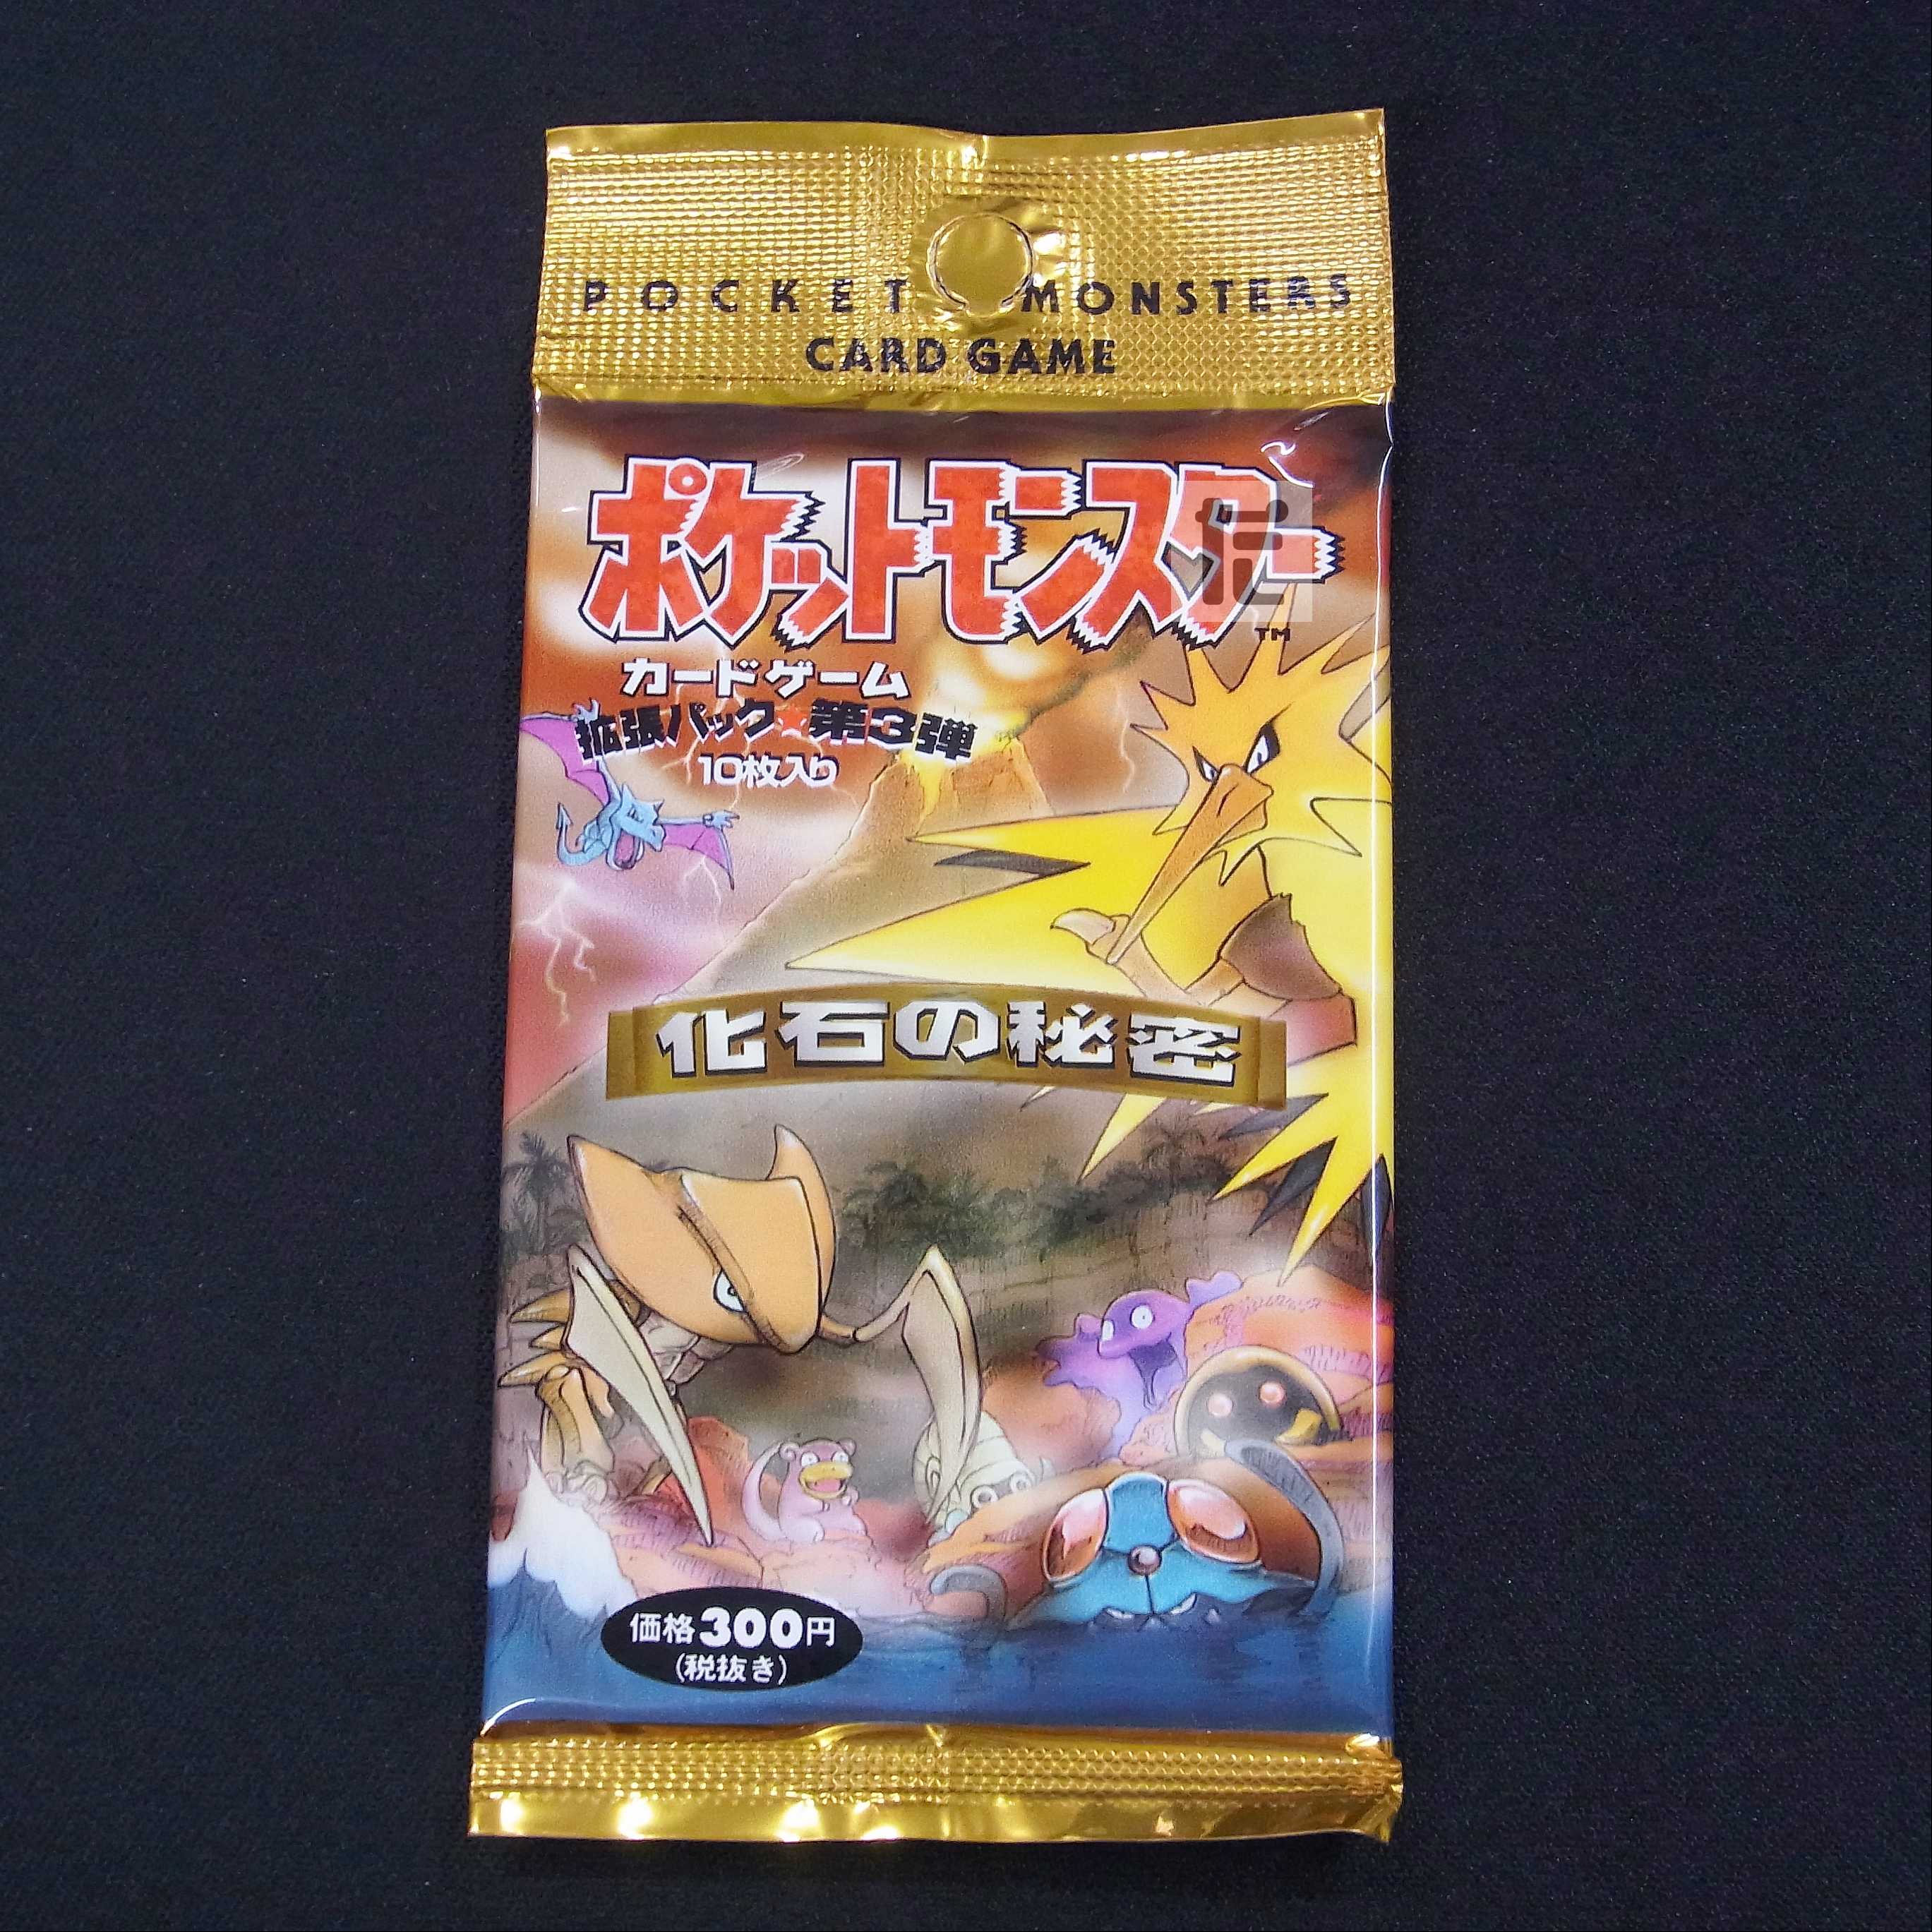 POCKET MONSTERS
CARD GAME
ポケットモンスター
TM
だ
カードゲーム
拡張パック★第3弾
10枚入り
化石の秘密
価格300円
(税抜き)